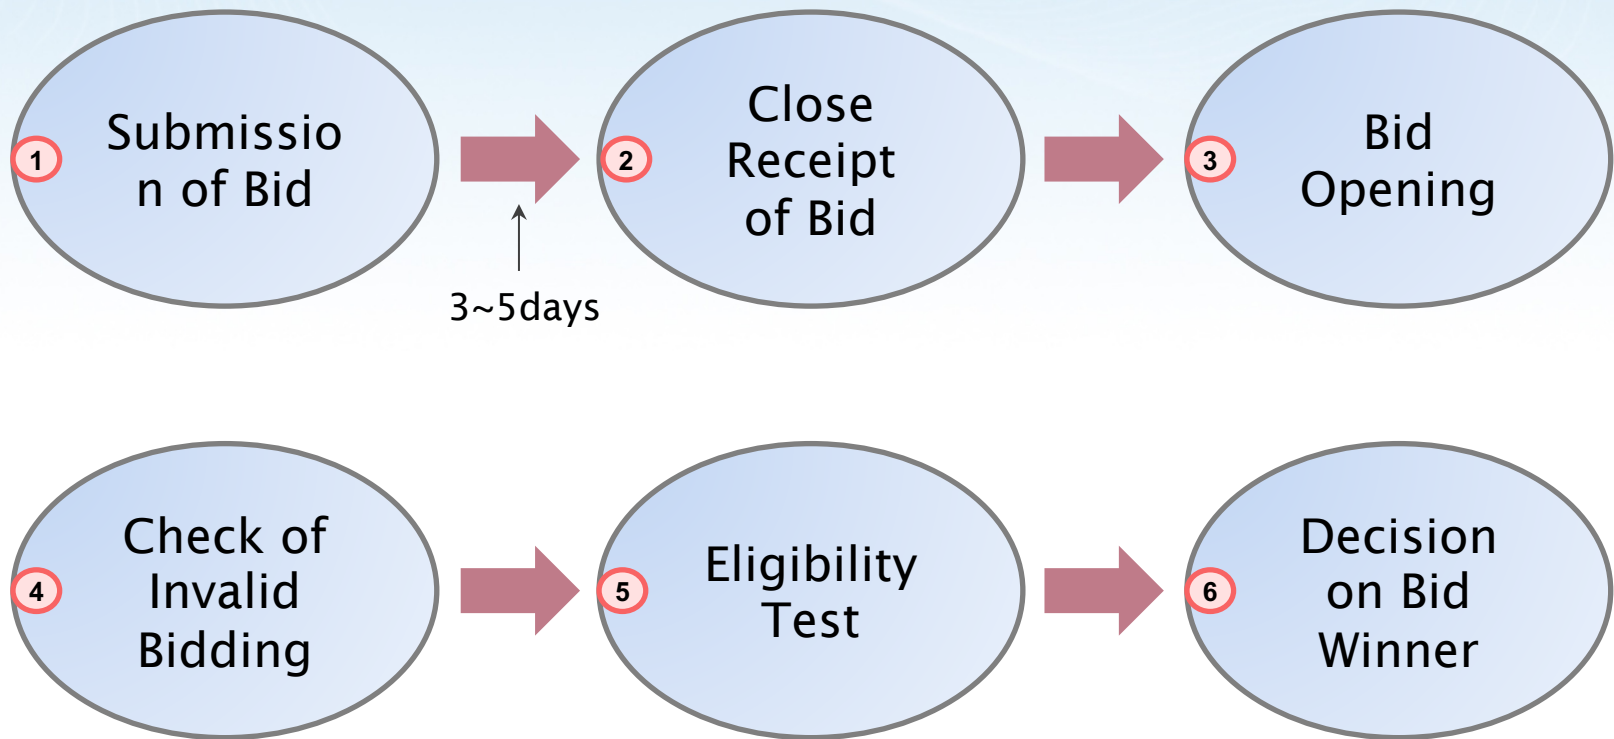 1
Submissio
n of Bid
2
Close
Receipt
of Bid
3
Bid
Opening
3~5days
4
Check of
Invalid
Bidding
5
Eligibility
Test
6
Decision
on Bid
Winner